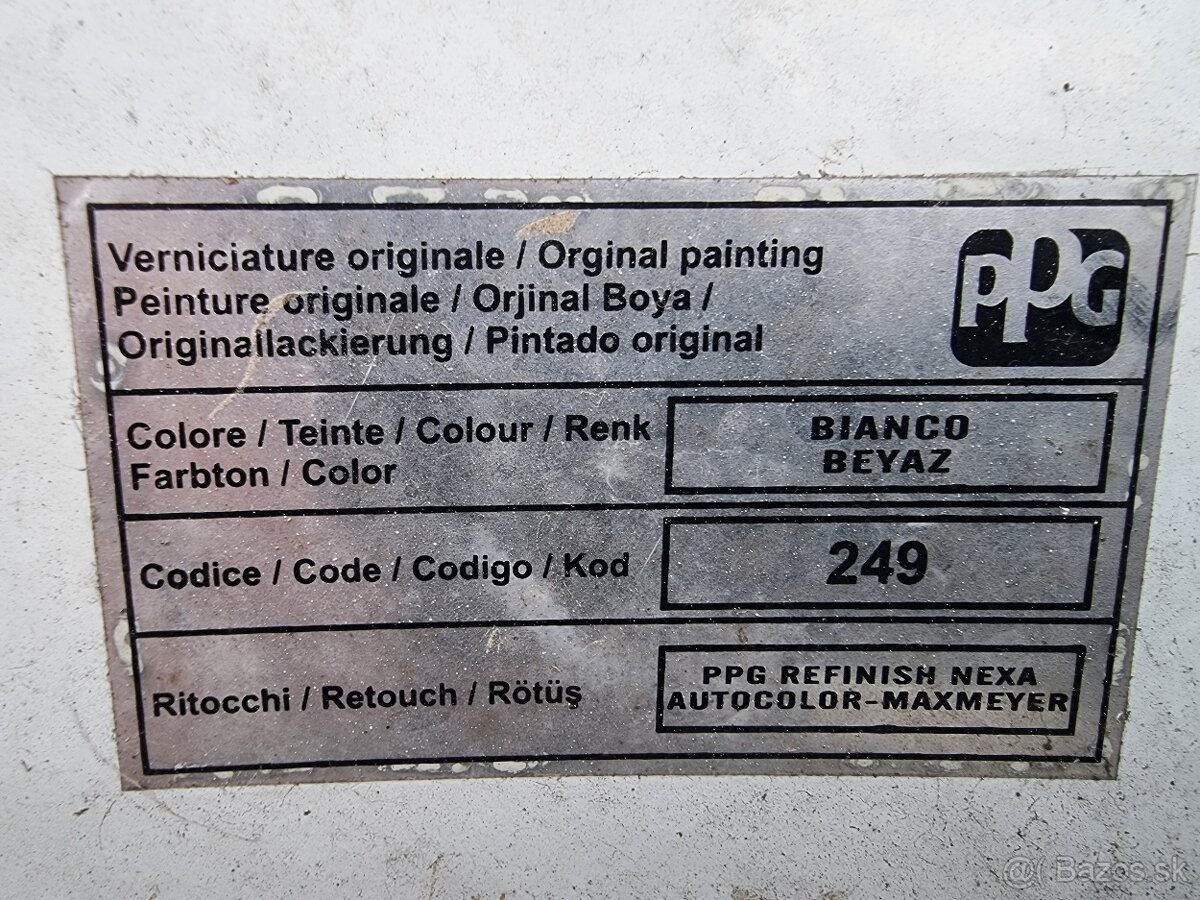 Verniciature originale / Orginal painting
Peinture originale / Orjinal Boya /
Originallackierung / Pintado original
PPG
Colore / Teinte / Colour / Renk
Farbton / Color
BIANCO
BEYAZ
Codice / Code / Codigo / Kod
249
Ritocchi / Retouch / Rötüş
PPG REFINISH NEXA
AUTOCOLOR-MAXMEYER
@( Bazos.sk